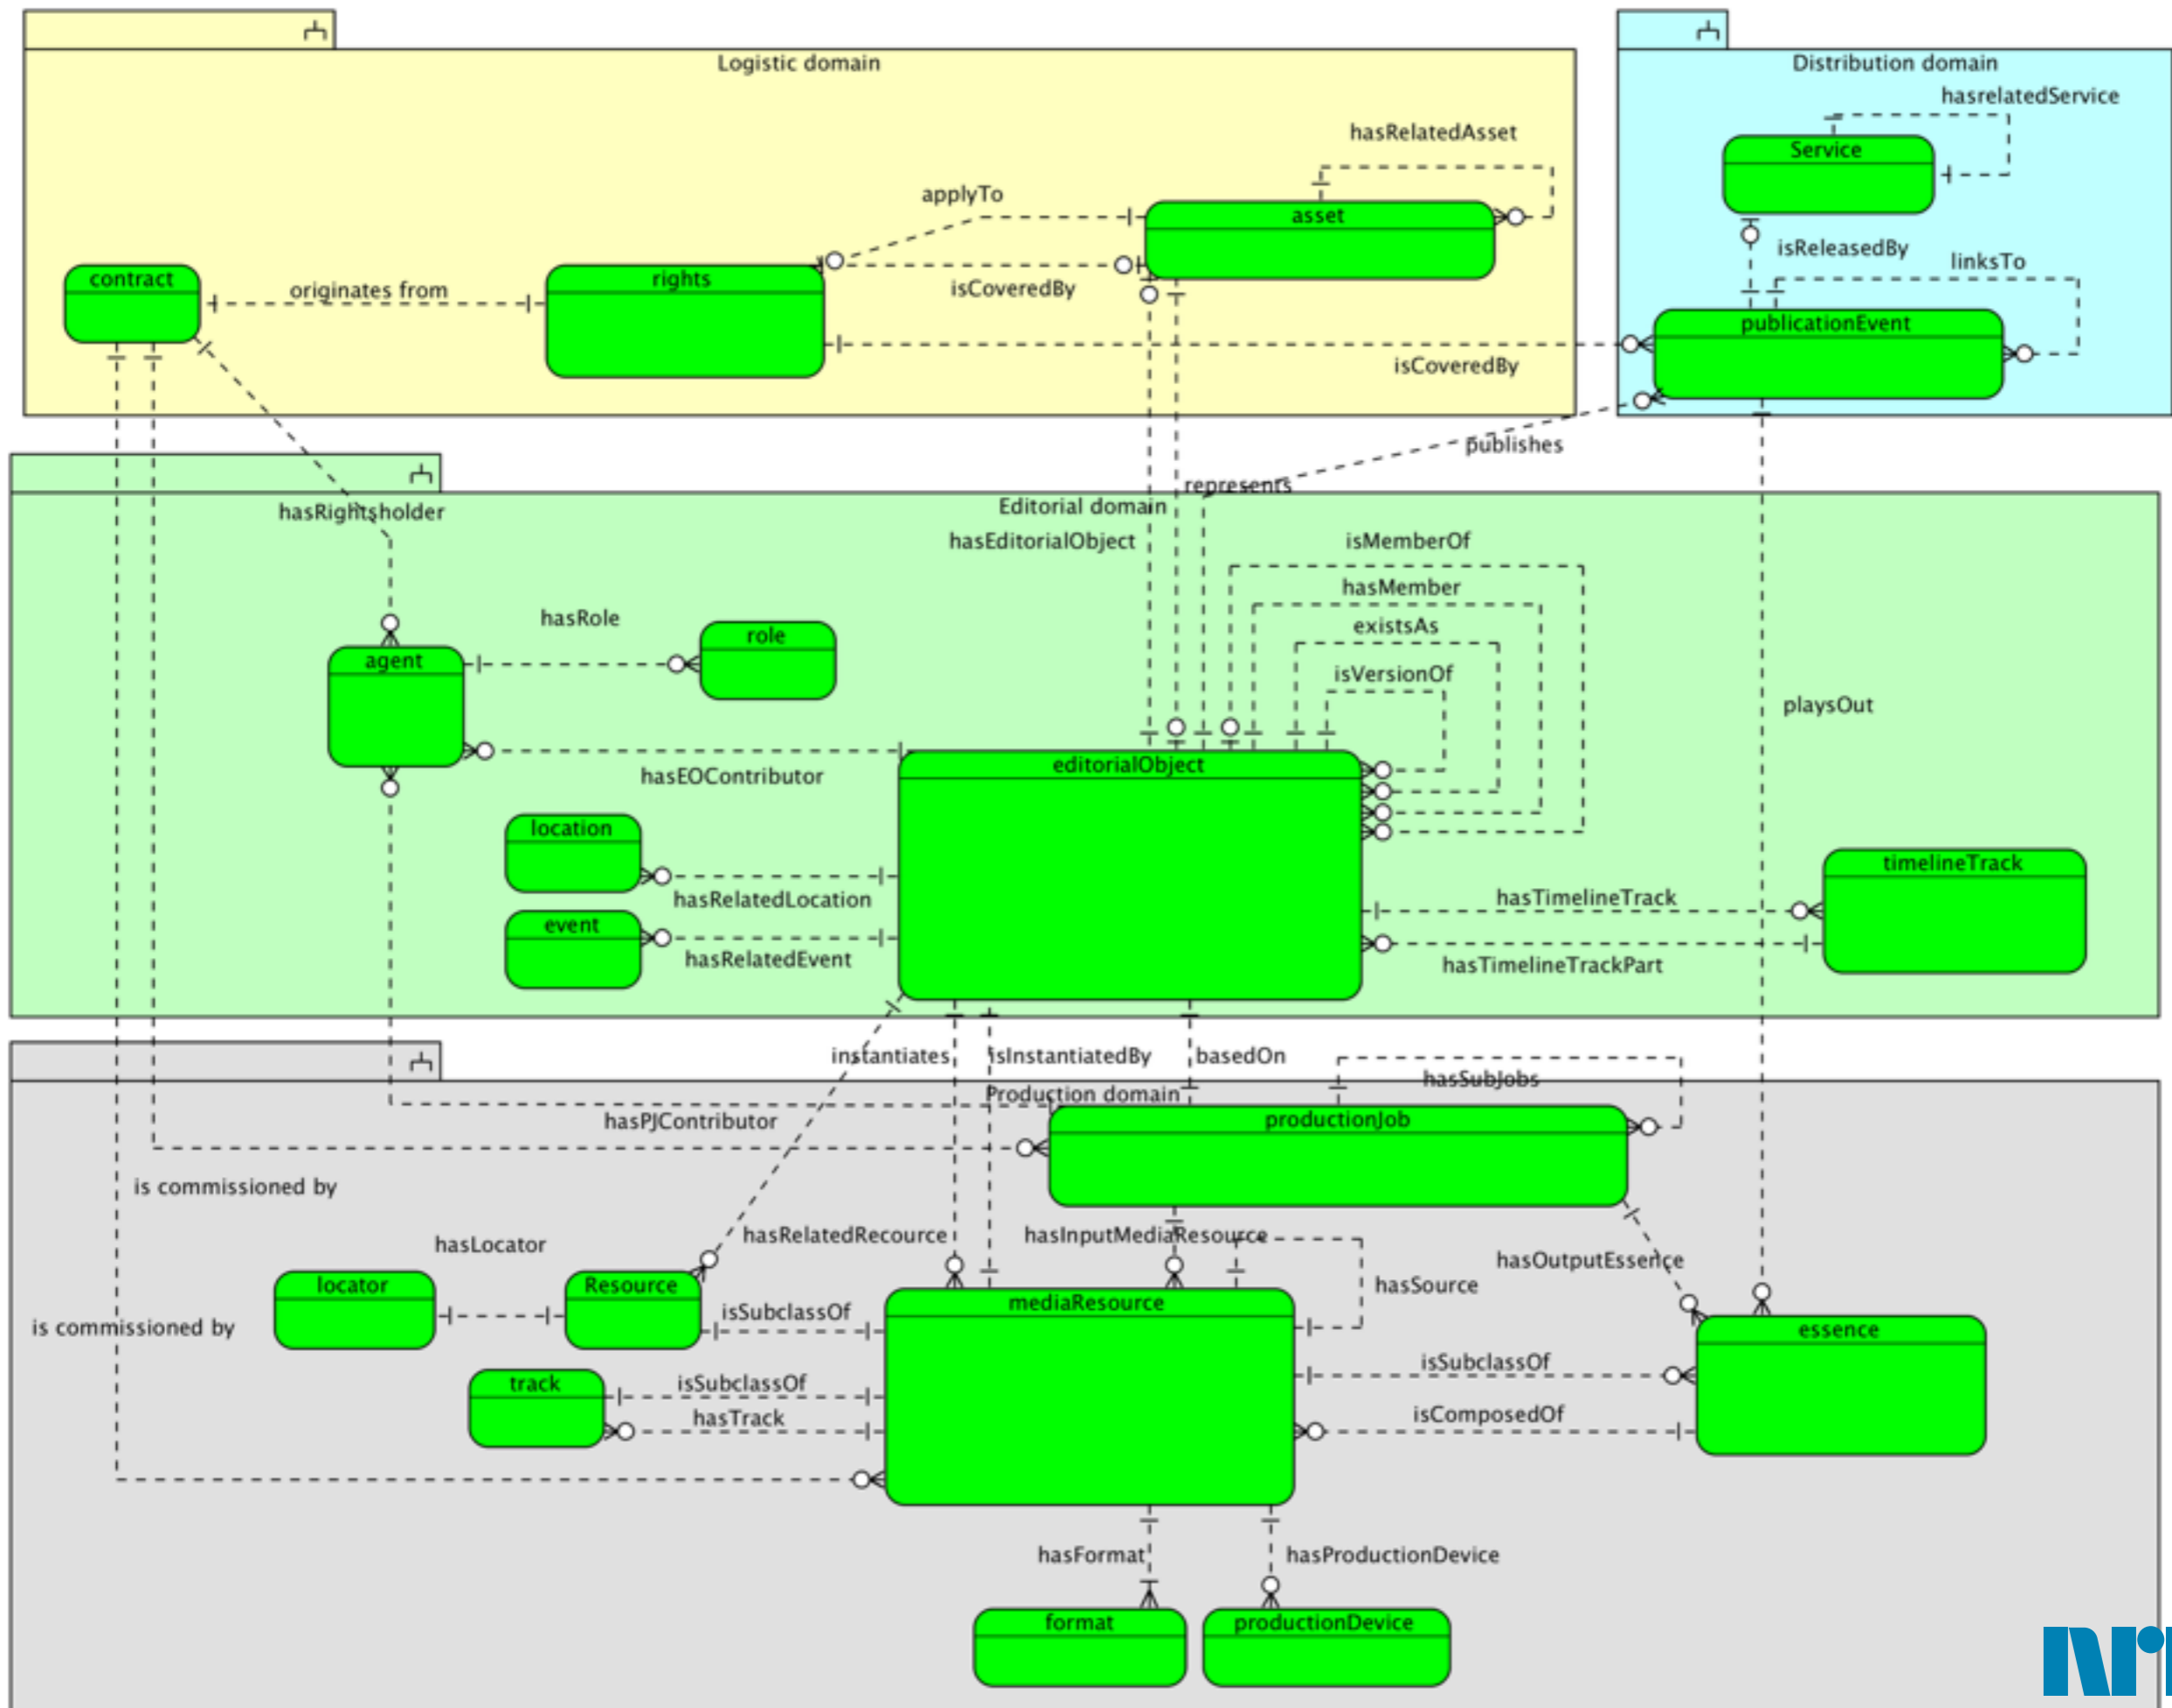 Logistic domain
Distribution domain
hasrelatedService
hasRelatedAsset
Service
applyTo
asset
isReleasedBy
linksTo
contract
originates from
rights
isCoveredBy
publicationEvent
isCoveredBy
publishes
represents
Editorial domain
hasRightsholder
hasEditorialObject
isMemberOf
hasMember
hasRole
existsAs
role
agent
isVersionOf
playsOut
editorialObject
hasEOContributor
location
timelineTrack
hasRelatedLocation
hasTimelineTrack
event
hasRelatedEvent
hasTimelineTrackPart
instantiates
isInstantiatedBy
basedOn
hasSubJobs
Production domain
hasPJContributor
productionJob
is commissioned by
hasRelatedRecource
hasInputMediaResource
hasLocator
hasOutputEssence
locator
Resource
hasSource
mediaResource
isSubclassOf
is commissioned by
essence
isSubclassOf
track
isSubclassOf
hasTrack
isComposedOf
hasFormat
hasProductionDevice
format
productionDevice